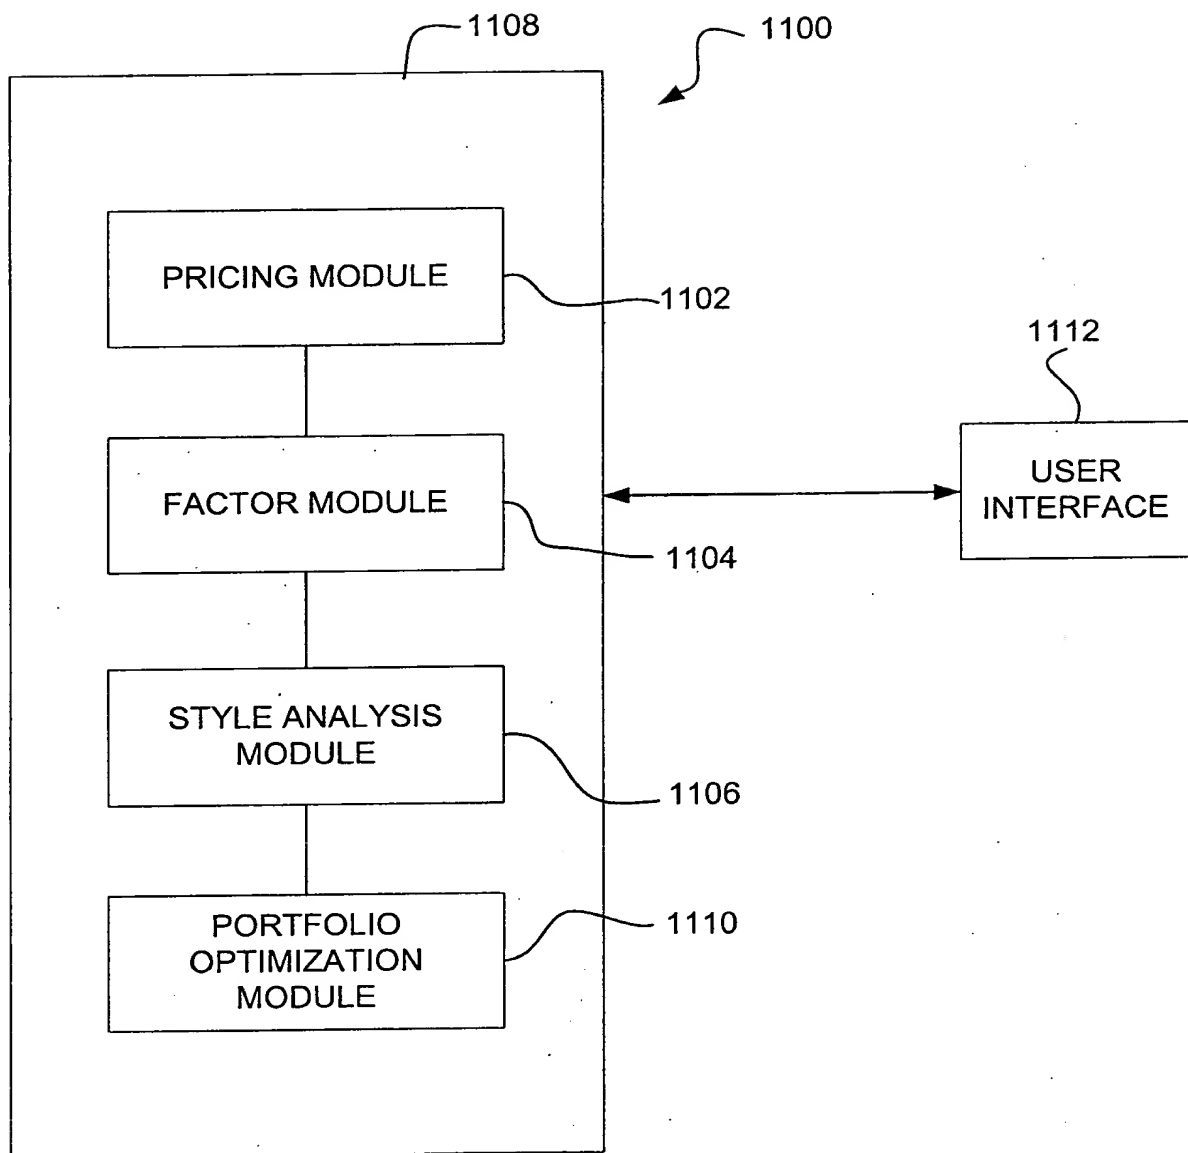 1108
1100
PRICING MODULE
1102
1112
FACTOR MODULE
1104
USER
INTERFACE
STYLE ANALYSIS
MODULE
1106
PORTFOLIO
OPTIMIZATION
MODULE
1110